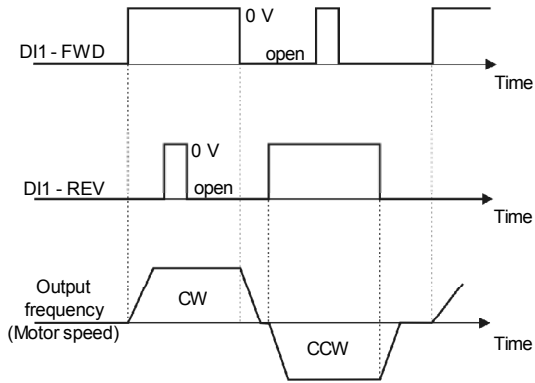 0 V
DI1 - FWD
open
Time
0 V
DI1 - REV
open
Time
Output
frequency
(Motor speed)
CW
CCW
Time